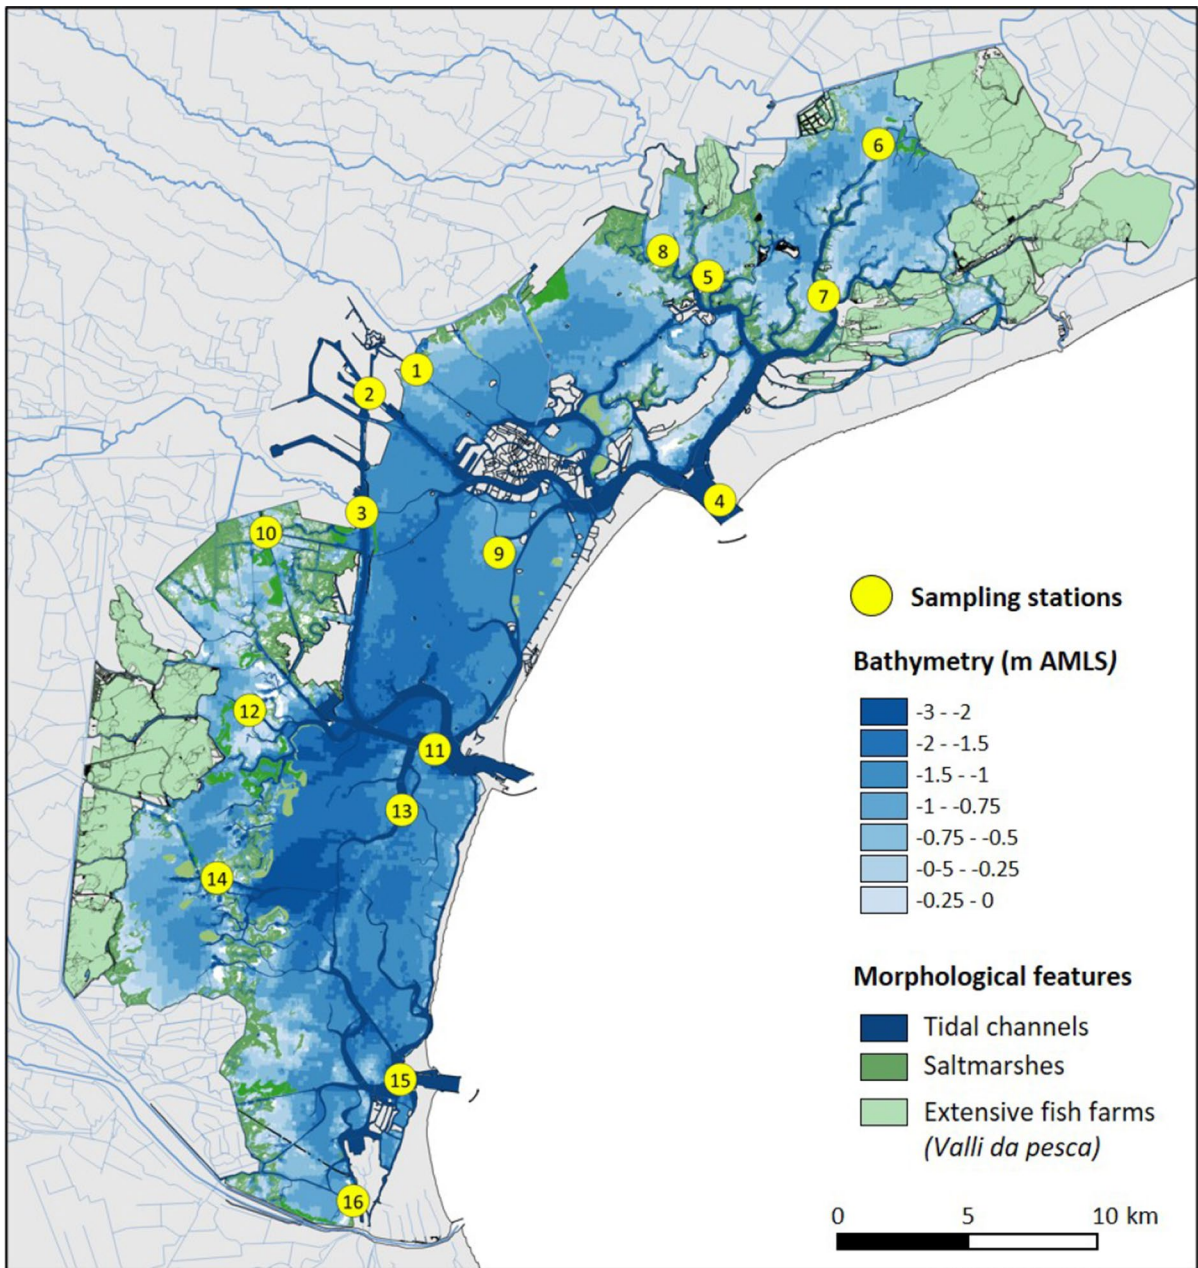 6
8
5
7
1
2
4
3
10
9
12
11
13
14
15
16
Sampling stations
Bathymetry (m AMLS)
-3 - -2
-2 - -1.5
-1.5 - -1
-1 - -0.75
-0.75 - -0.5
-0.5 - -0.25
-0.25 - 0
Morphological features
Tidal channels
Saltmarshes
Extensive fish farms
(Valli da pesca)
0 5 10 km